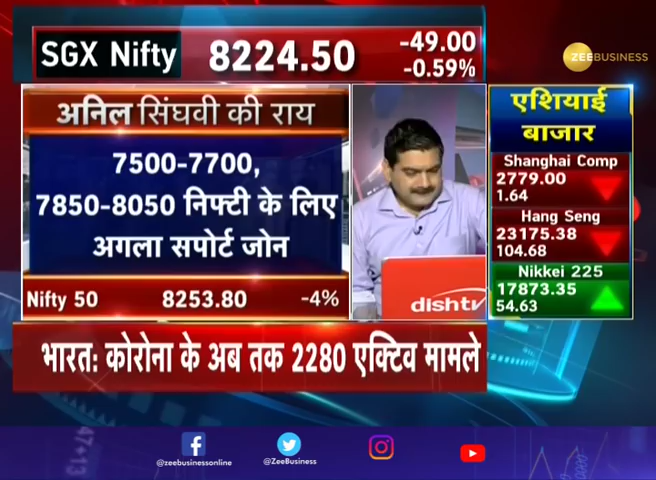 SGX Nifty 8224.50 -49.00
-0.59%
ZEEBUSINESS
अनिल सिंघवी की राय
7500-7700,
7850-8050 निफ्टी के लिए
अगला सपोर्ट जोन
Nifty 50 8253.80 -4%
dishtv
एशियाई
बाजार
Shanghai Comp
2779.00
1.64
Hang Seng
23175.38
104.68
Nikkei 225
17873.35
54.63
भारत: कोरोना के अब तक 2280 एक्टिव मामले
47+13
@zeebusinessonline
@ZeeBusiness